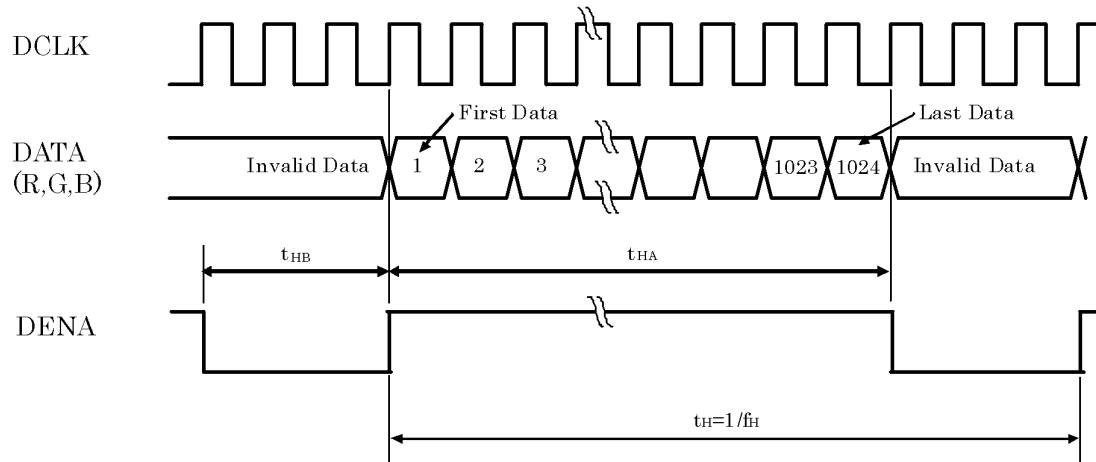 DCLK
First Data
Last Data
DATA
(R,G,B)
Invalid Data 1 2 3 1023 1024 Invalid Data
tHB tHA
DENA
tH=1/fH